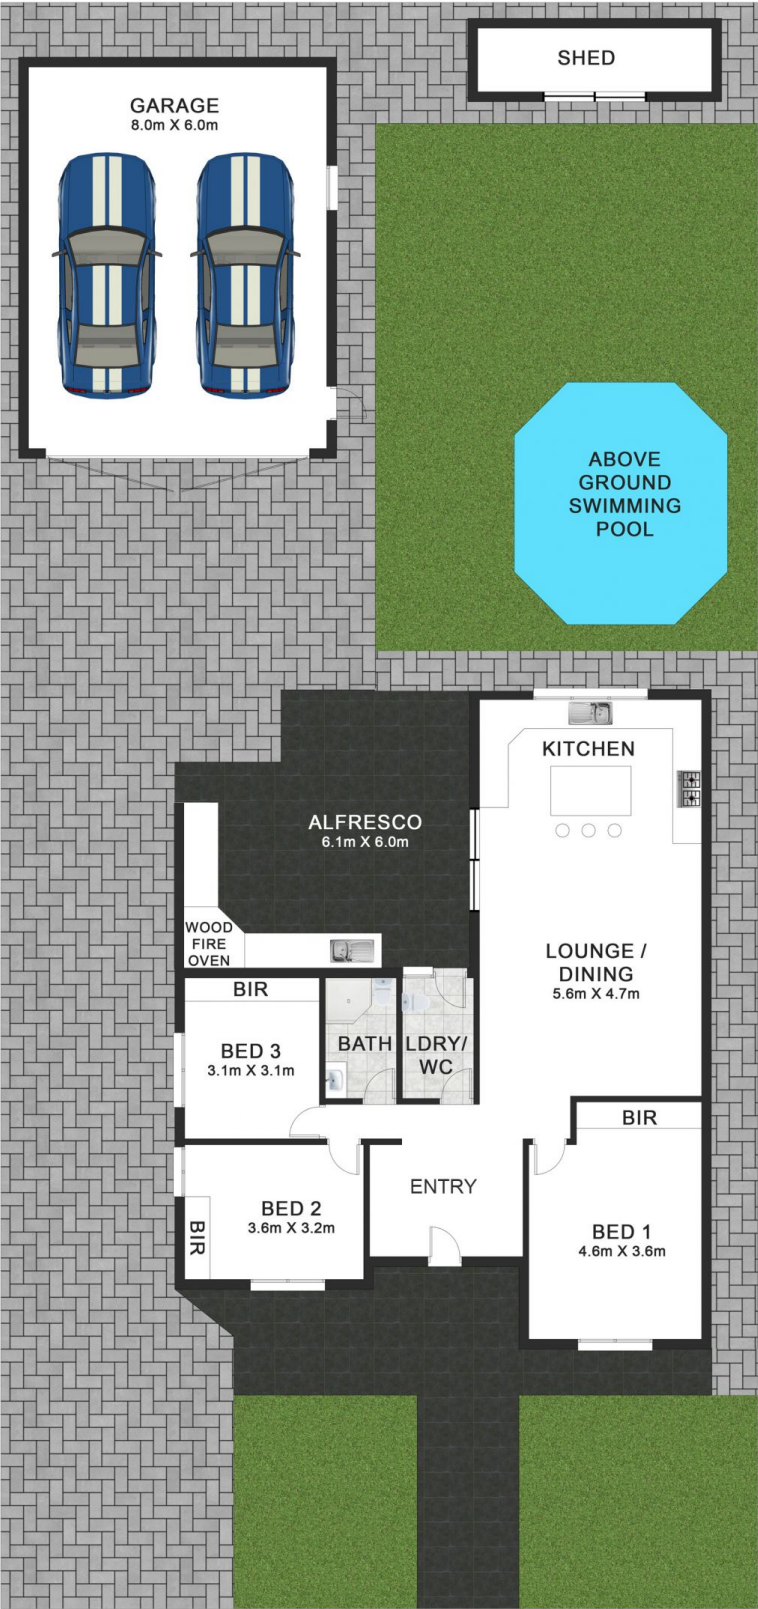 SHED
GARAGE
8.0m X 6.0m
ABOVE
GROUND
SWIMMING
POOL
KITCHEN
ALFRESCO
6.1m X 6.0m
WOOD
FIRE
OVEN
LOUNGE /
DINING
5.6m X 4.7m
BIR
BED 3
3.1m X 3.1m
BATH
LDRY/
WC
BIR
BED 2
3.6m X 3.2m
BIR
ENTRY
BED 1
4.6m X 3.6m